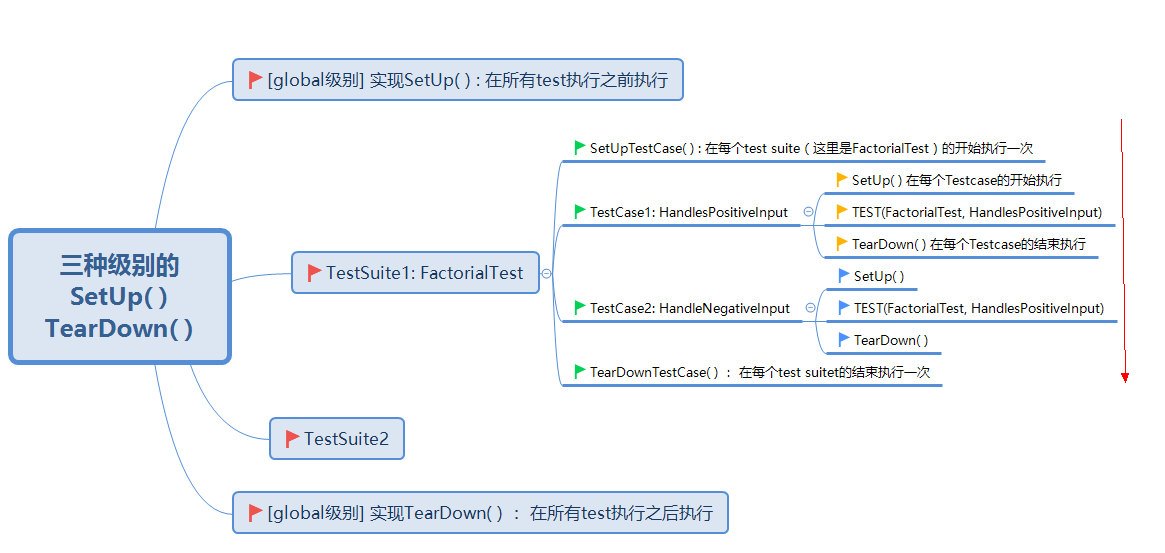 [global级别] 实现SetUp( ) : 在所有test执行之前执行
SetUpTestCase( ) : 在每个test suite ( 这里是FactorialTest ) 的开始执行一次
SetUp( ) 在每个Testcase的开始执行
TestCase1: HandlesPositiveInput
TEST(FactorialTest, HandlesPositiveInput)
TearDown( ) 在每个Testcase的结束执行
三种级别的
SetUp( )
TearDown( )
TestSuite1: FactorialTest
SetUp( )
TestCase2: HandleNegativeInput
TEST(FactorialTest, HandlesPositiveInput)
TearDown( )
TearDownTestCase( ) ： 在每个test suitet的结束执行一次
TestSuite2
[global级别] 实现TearDown( ) ： 在所有test执行之后执行